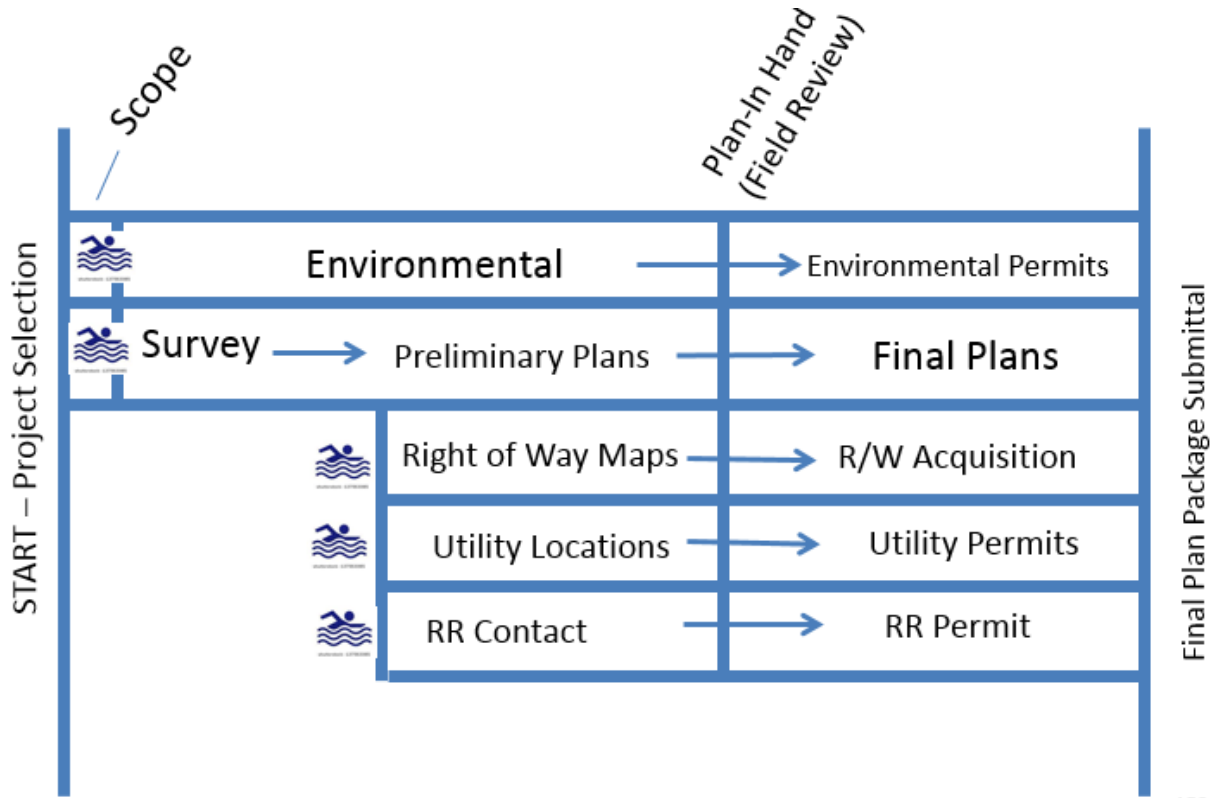 Scope
Plan-In Hand
(Field Review)
START – Project Selection
Environmental
Environmental Permits
Survey
Preliminary Plans
Final Plans
Right of Way Maps
R/W Acquisition
Utility Locations
Utility Permits
RR Contact
RR Permit
Final Plan Package Submittal